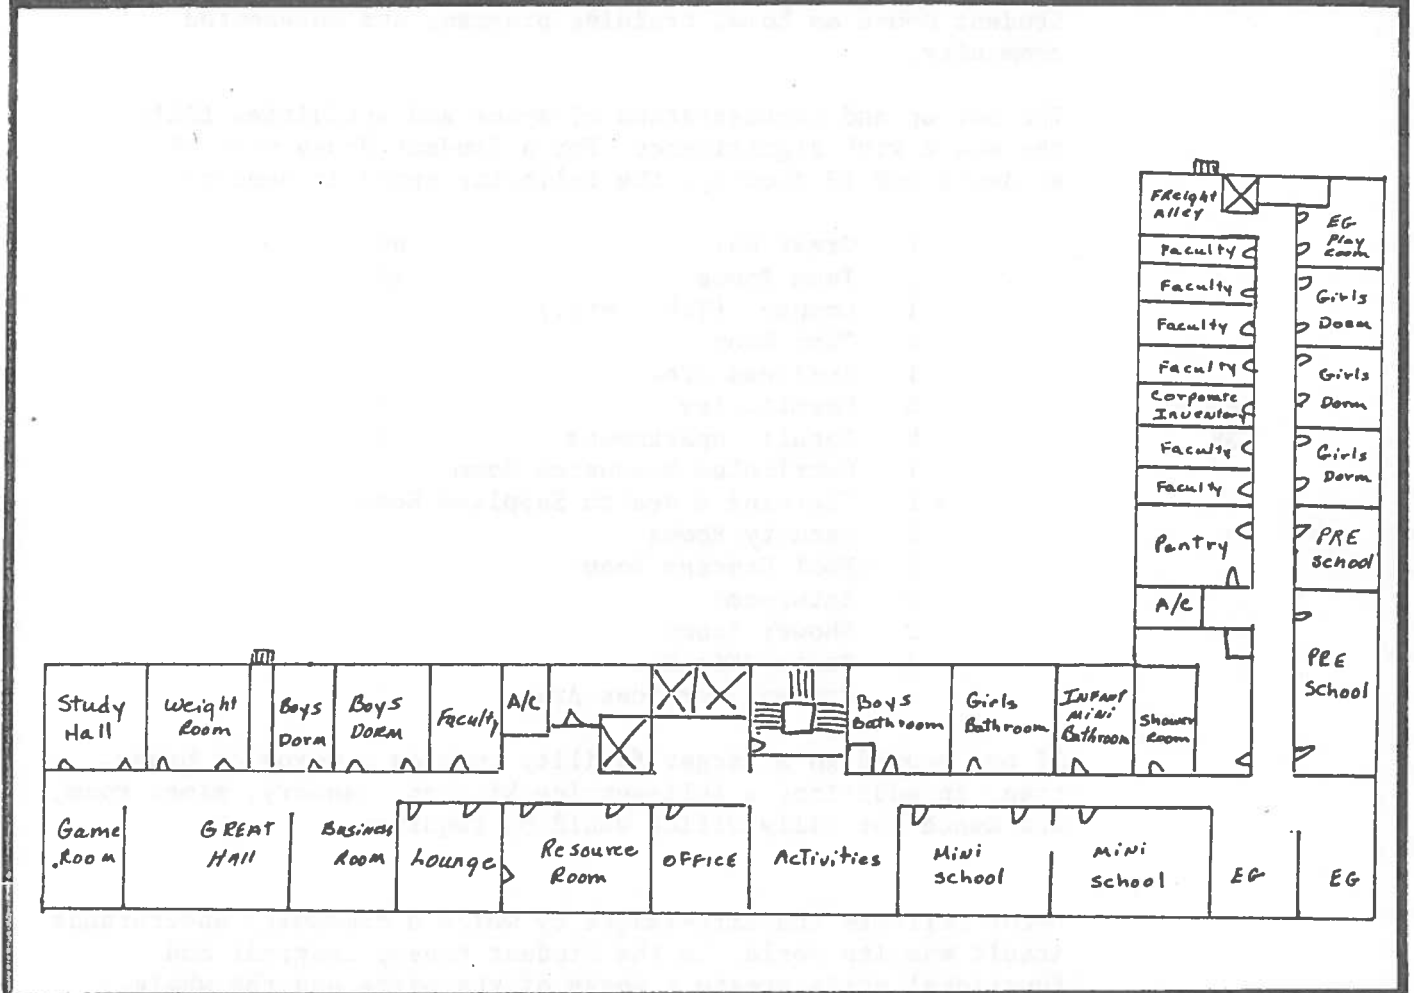 FREight
Alley
Faculty
Faculty
Faculty
Faculty
Corporate
Inventory
Faculty
Faculty
Pantry
A/C
EG
Play
Room
Girls
Dorm
Girls
Dorm
Girls
Dorm
PRE
School
PRE
School
Study
Hall
Weight
Room
Boys
Dorm
Boys
DORM
Faculty
A/C
Boys
Bathroom
Girls
Bathroom
INFANT
MiNi
Bathroom
Shower
Room
Game
Room
GREAT
HAll
Business
Room
Lounge
Resource
Room
OFFICE
Activities
MiNi
School
MiNi
School
EG
EG